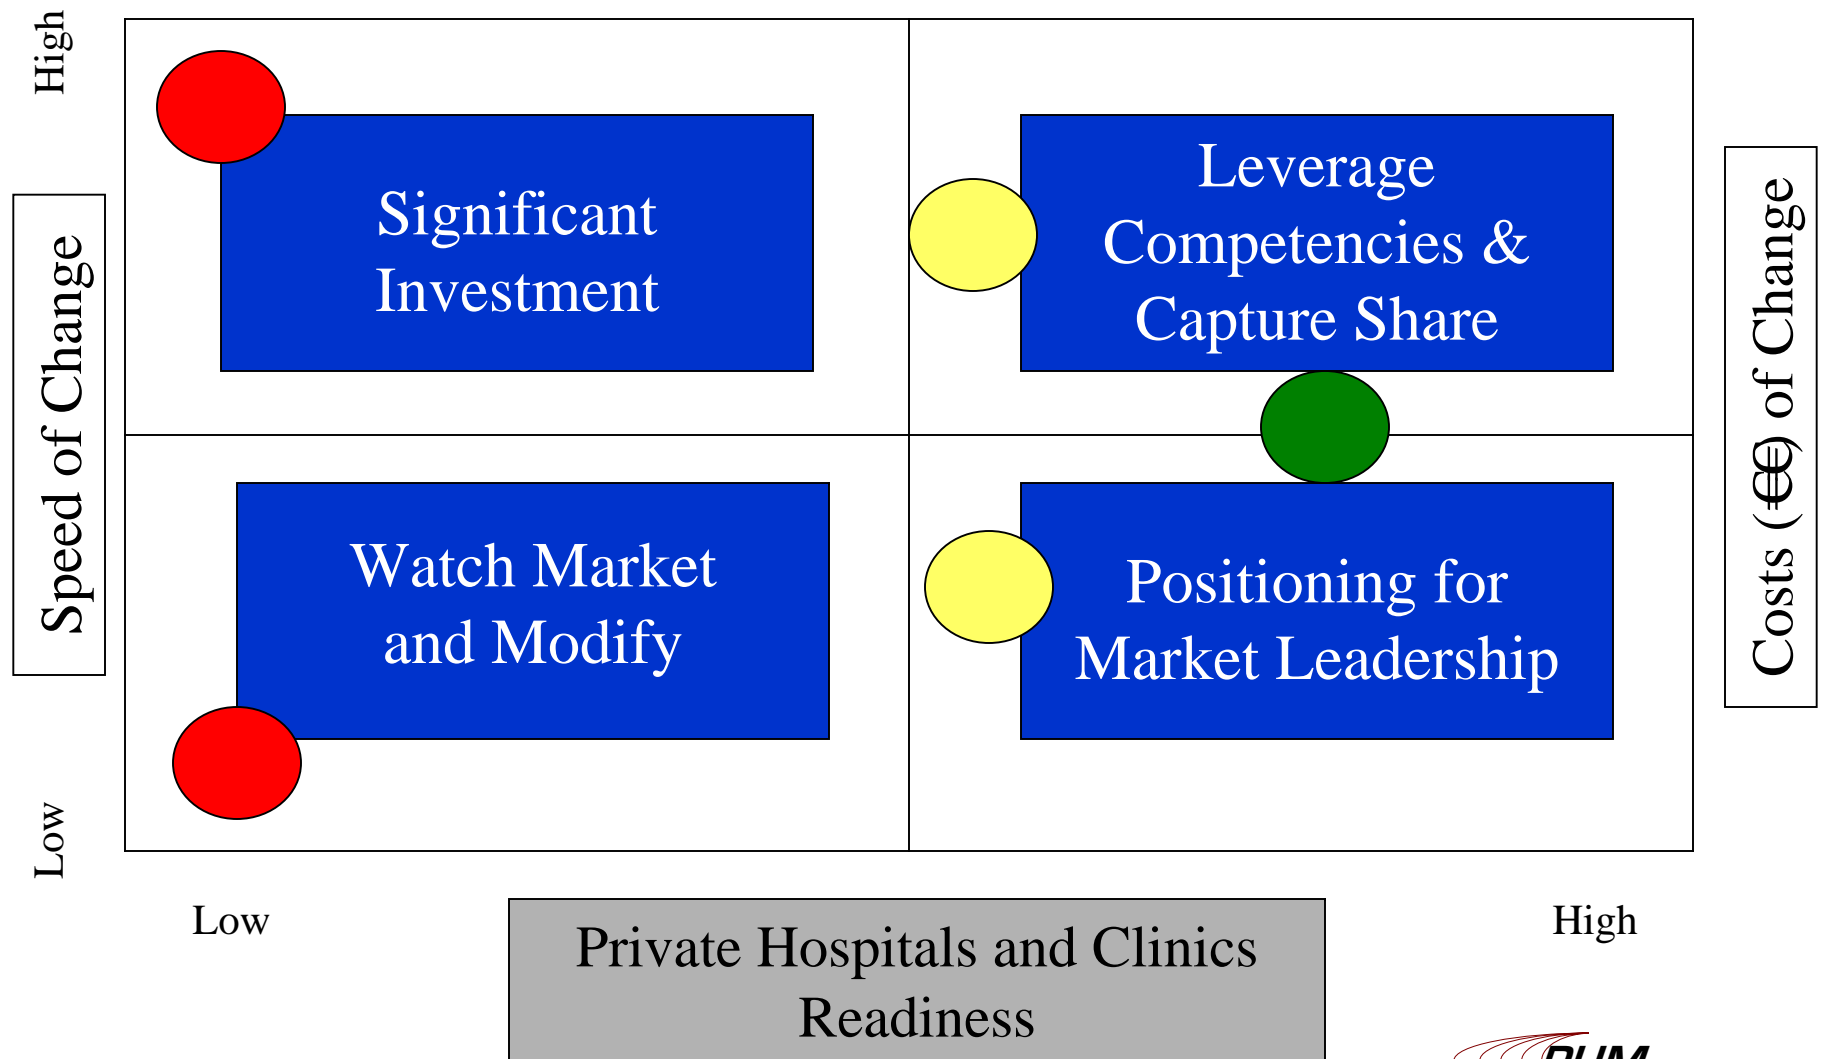 High
Speed of Change
Low
Significant
Investment
Leverage
Competencies &
Capture Share
Watch Market
and Modify
Positioning for
Market Leadership
Costs (€€) of Change
Low
High
Private Hospitals and Clinics
Readiness